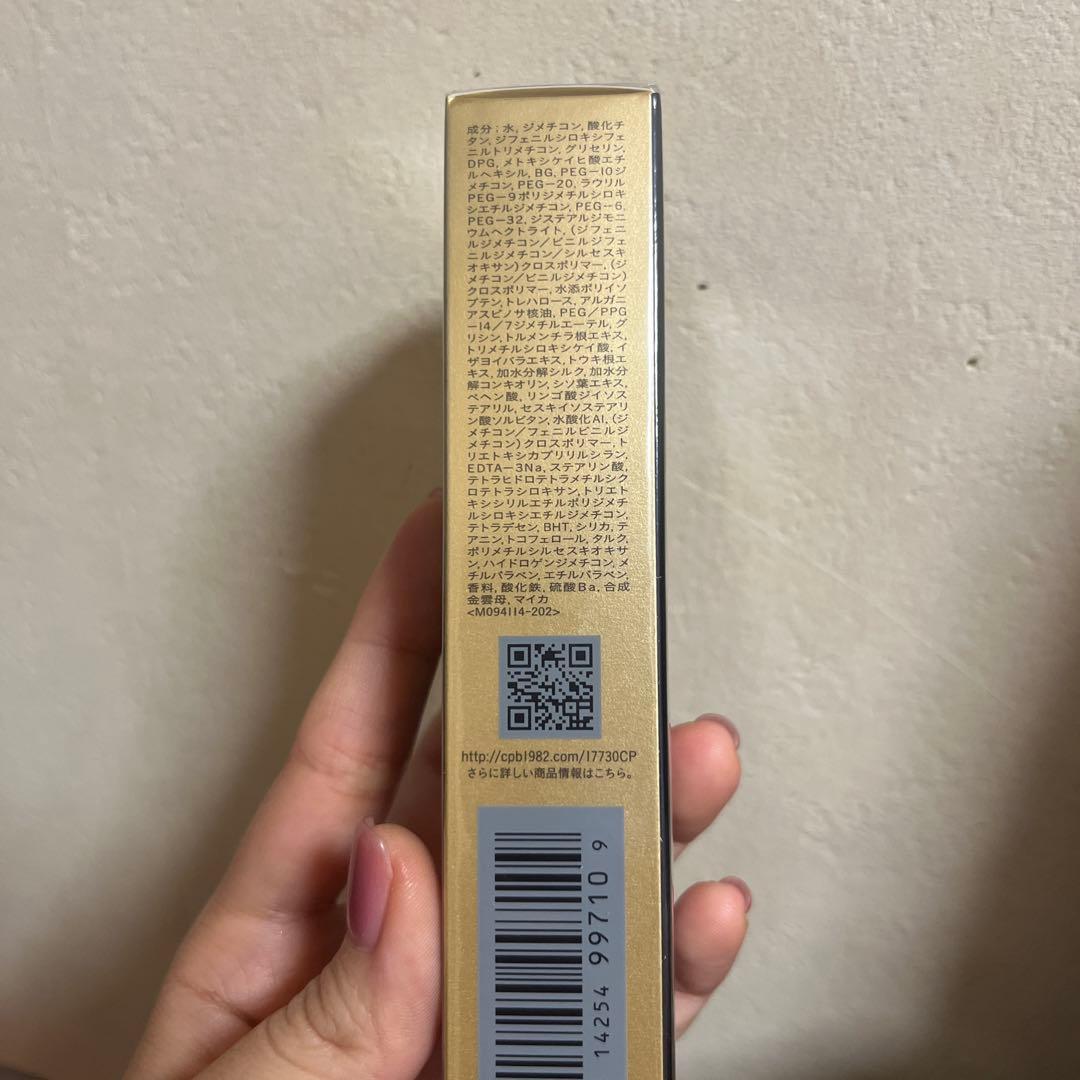 成分:水,ジメチコン,酸化チ
タン,ジフェニルシロキシフェ
ニルトリメチコン,グリセリン,
DPG,メトキシケイヒ酸エチ
ルヘキシル,BG,PEG-10ジ
メチコン,PEG-20,ラウリル
PEG-9ポリジメチルシロキ
シエチルジメチコン,PEG-6,
PEG-32,ジステアルジモニ
ウムヘクトライト,(ジフェニ
ルジメチコン/ビニルジフェ
ニルジメチコン/シルセスキ
オキサン)クロスポリマー,(ジ
メチコン/ビニルジメチコン)
クロスポリマー,水添ポリイソ
ブテン,トレハロース,アルガニ
アスピノサ核油,PEG/PPG
-14/7ジメチルエーテル,グ
リシン,トルメンチラ根エキス,
トリメチルシロキシケイ酸,イ
ザヨイバラエキス,トウキ根エ
キス,加水分解シルク,加水分
解コンキオリン,シソ葉エキス,
ベヘン酸,リンゴ酸ジイソス
テアリル,セスキイソステアリ
ン酸ソルビタン,水酸化Al,(ジ
メチコン/フェニルビニルジ
メチコン)クロスポリマー,ト
リエトキシカプリリルシラン,
EDTA-3Na,ステアリン酸,
テトラヒドロテトラメチルシク
ロテトラシロキサン,トリエト
キシシリルエチルポリジメチ
ルシロキシエチルジメチコン,
テトラデセン,BHT,シリカ,テ
アニン,トコフェロール,タルク,
ポリメチルシルセスキオキサ
ン,ハイドロゲンジメチコン,メ
チルパラベン,エチルパラベン,
香料,酸化鉄,硫酸Ba,合成
金雲母,マイカ
<M094114-202>
http://cpb1982.com/17730CP
さらに詳しい商品情報はこちら。
14254 99710 9